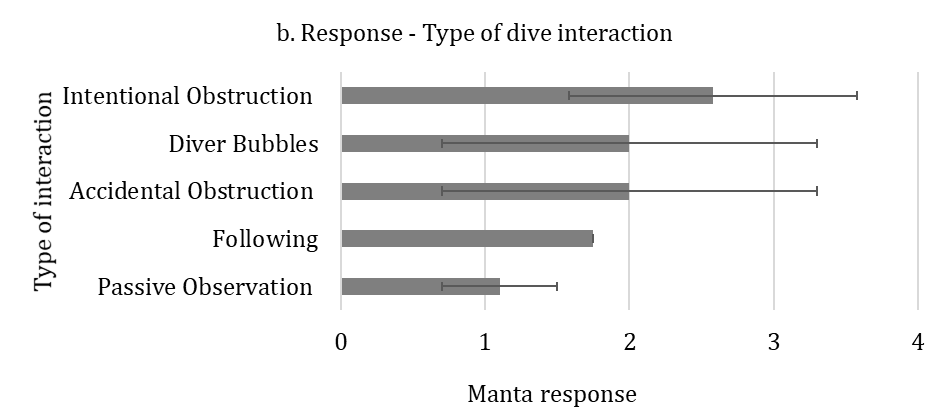 b. Response - Type of dive interaction
Type of interaction
Intentional Obstruction
Diver Bubbles
Accidental Obstruction
Following
Passive Observation
0 1 2 3 4
Manta response